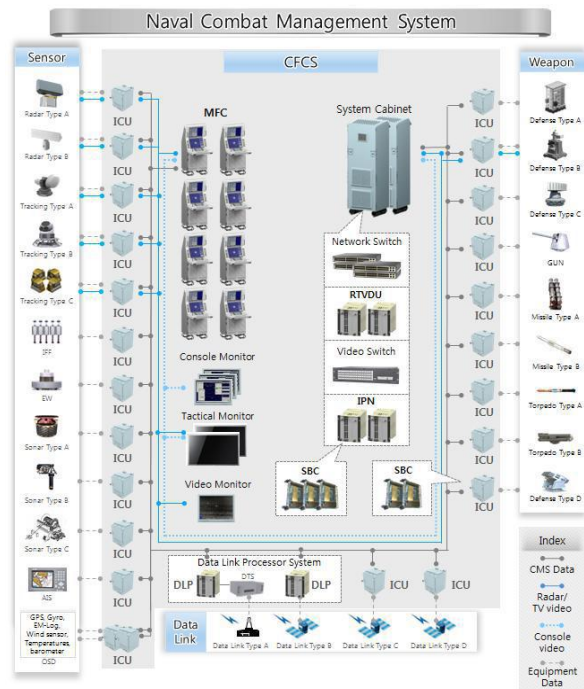 Naval Combat Management System
Sensor
CFCS
Weapon
Radar Type A
ICU
MFC
System Cabinet
ICU
Defense Type A
Radar Type B
ICU
ICU
Defense Type B
Tracking Type A
ICU
ICU
Defense Type C
Tracking Type B
ICU
Network Switch
ICU
GUN
Tracking Type C
ICU
RTVDU
ICU
Missile Type A
IFF
ICU
Console Monitor
Video Switch
ICU
Missile Type B
EW
ICU
Tactical Monitor
IPN
ICU
Torpedo Type A
Sonar Type A
ICU
SBC
SBC
ICU
Torpedo Type B
Sonar Type B
ICU
Video Monitor
ICU
Defense Type D
Sonar Type C
ICU
AIS
ICU
Data Link Processor System
DLP
DTS
DLP
ICU
ICU
GPS, Gyro,
EM-Log,
Wind sensor,
Temperatures,
barometer
OSD
ICU
Data
Link
Data Link Type A
Data Link Type B
Data Link Type C
Data Link Type D
Index
CMS Data
Radar/
TV video
Console
video
Equipment
Data